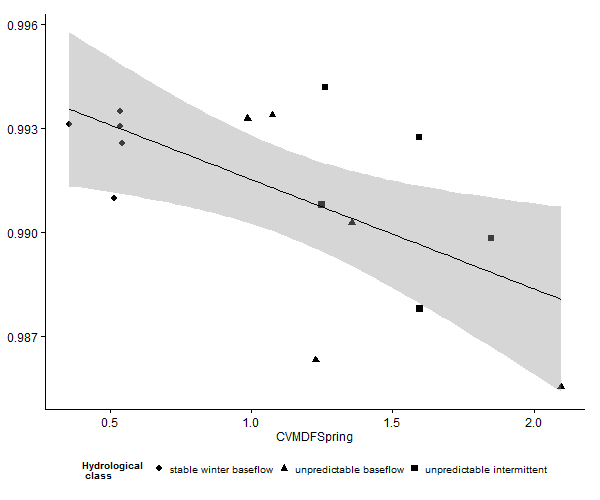 0.996
0.993
0.990
0.987
0.5 1.0 1.5 2.0
CVMDFSpring
Hydrological
class
stable winter baseflow unpredictable baseflow unpredictable intermittent